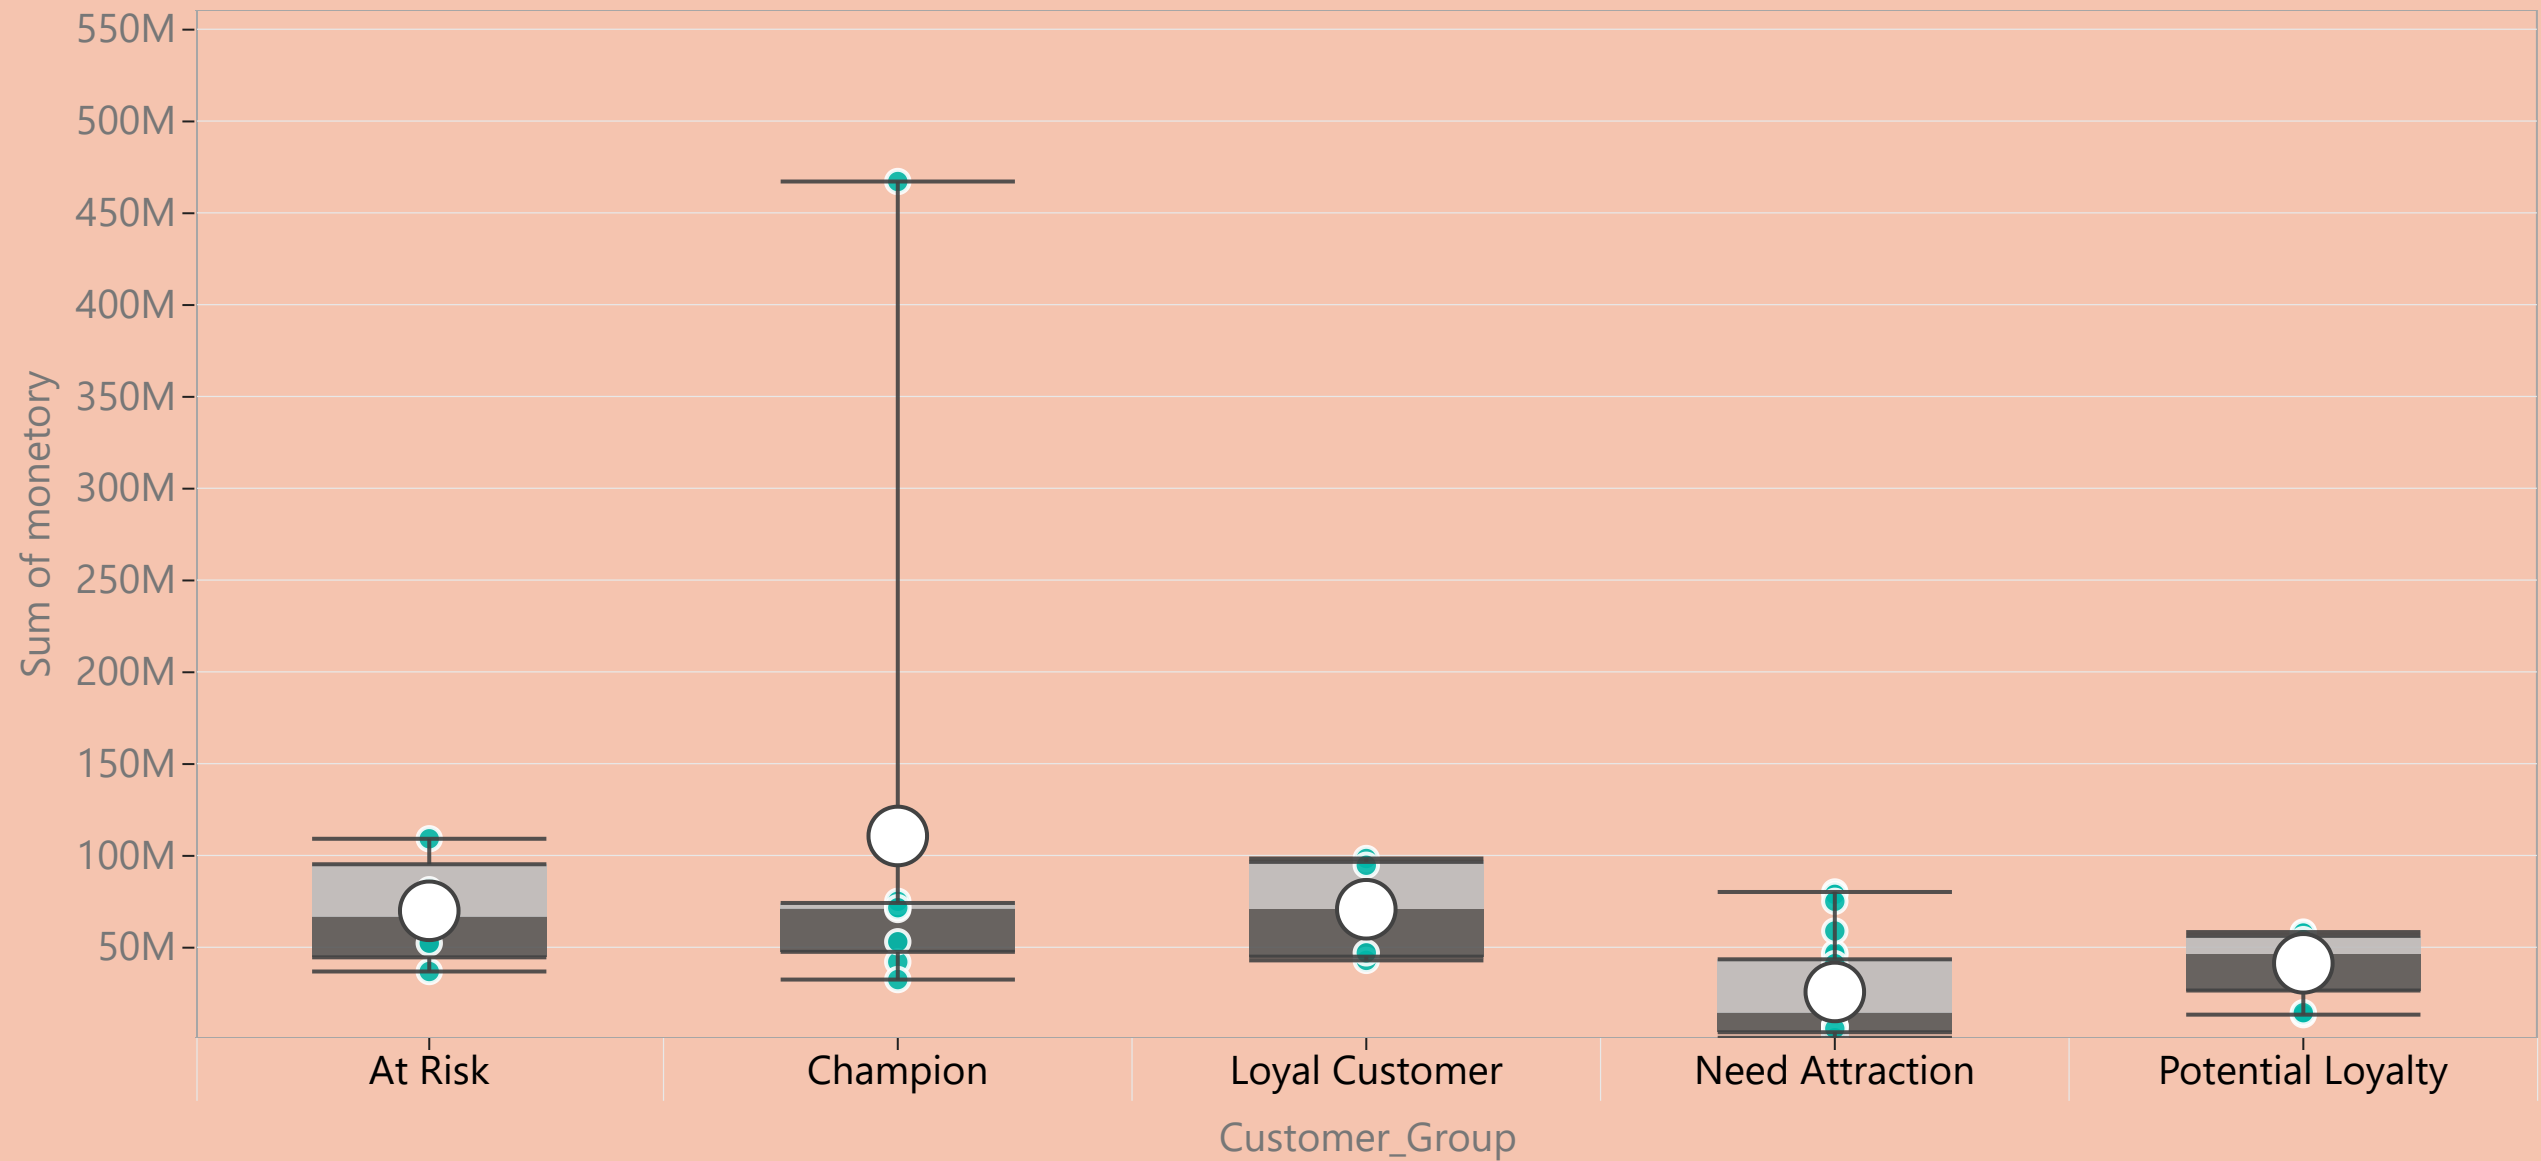 550M
500M
450M
400M
350M
300M
250M
200M
150M
100M
50M
Sum of monetory
At Risk
Champion
Loyal Customer
Need Attraction
Potential Loyalty
Customer_Group